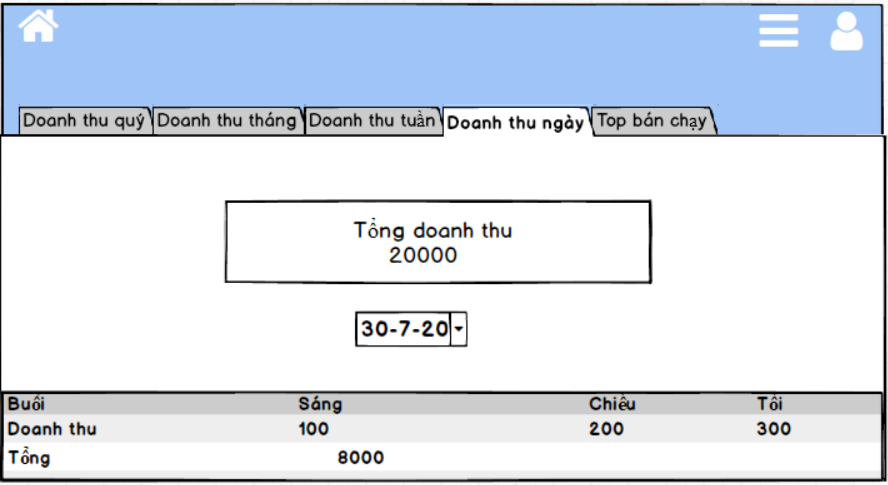 Doanh thu quý Doanh thu tháng Doanh thu tuần Doanh thu ngày Top bán chạy
Tổng doanh thu
20000
30-7-20
Buổi Sáng Chiều Tối
Doanh thu 100 200 300
Tổng 8000